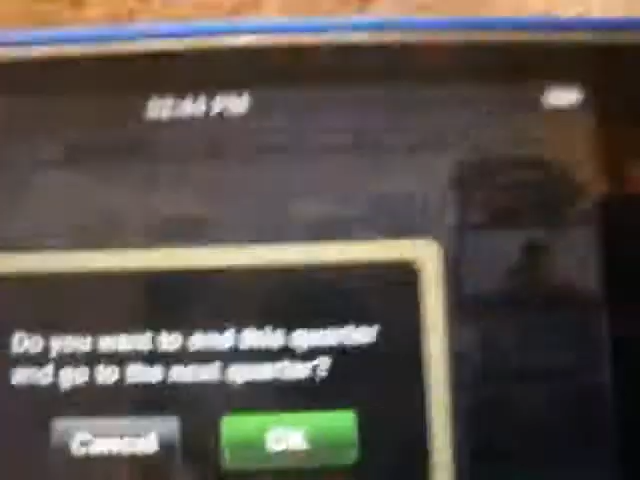 Do you want to end this quarter
and go to the next quarter?
Cancel
OK